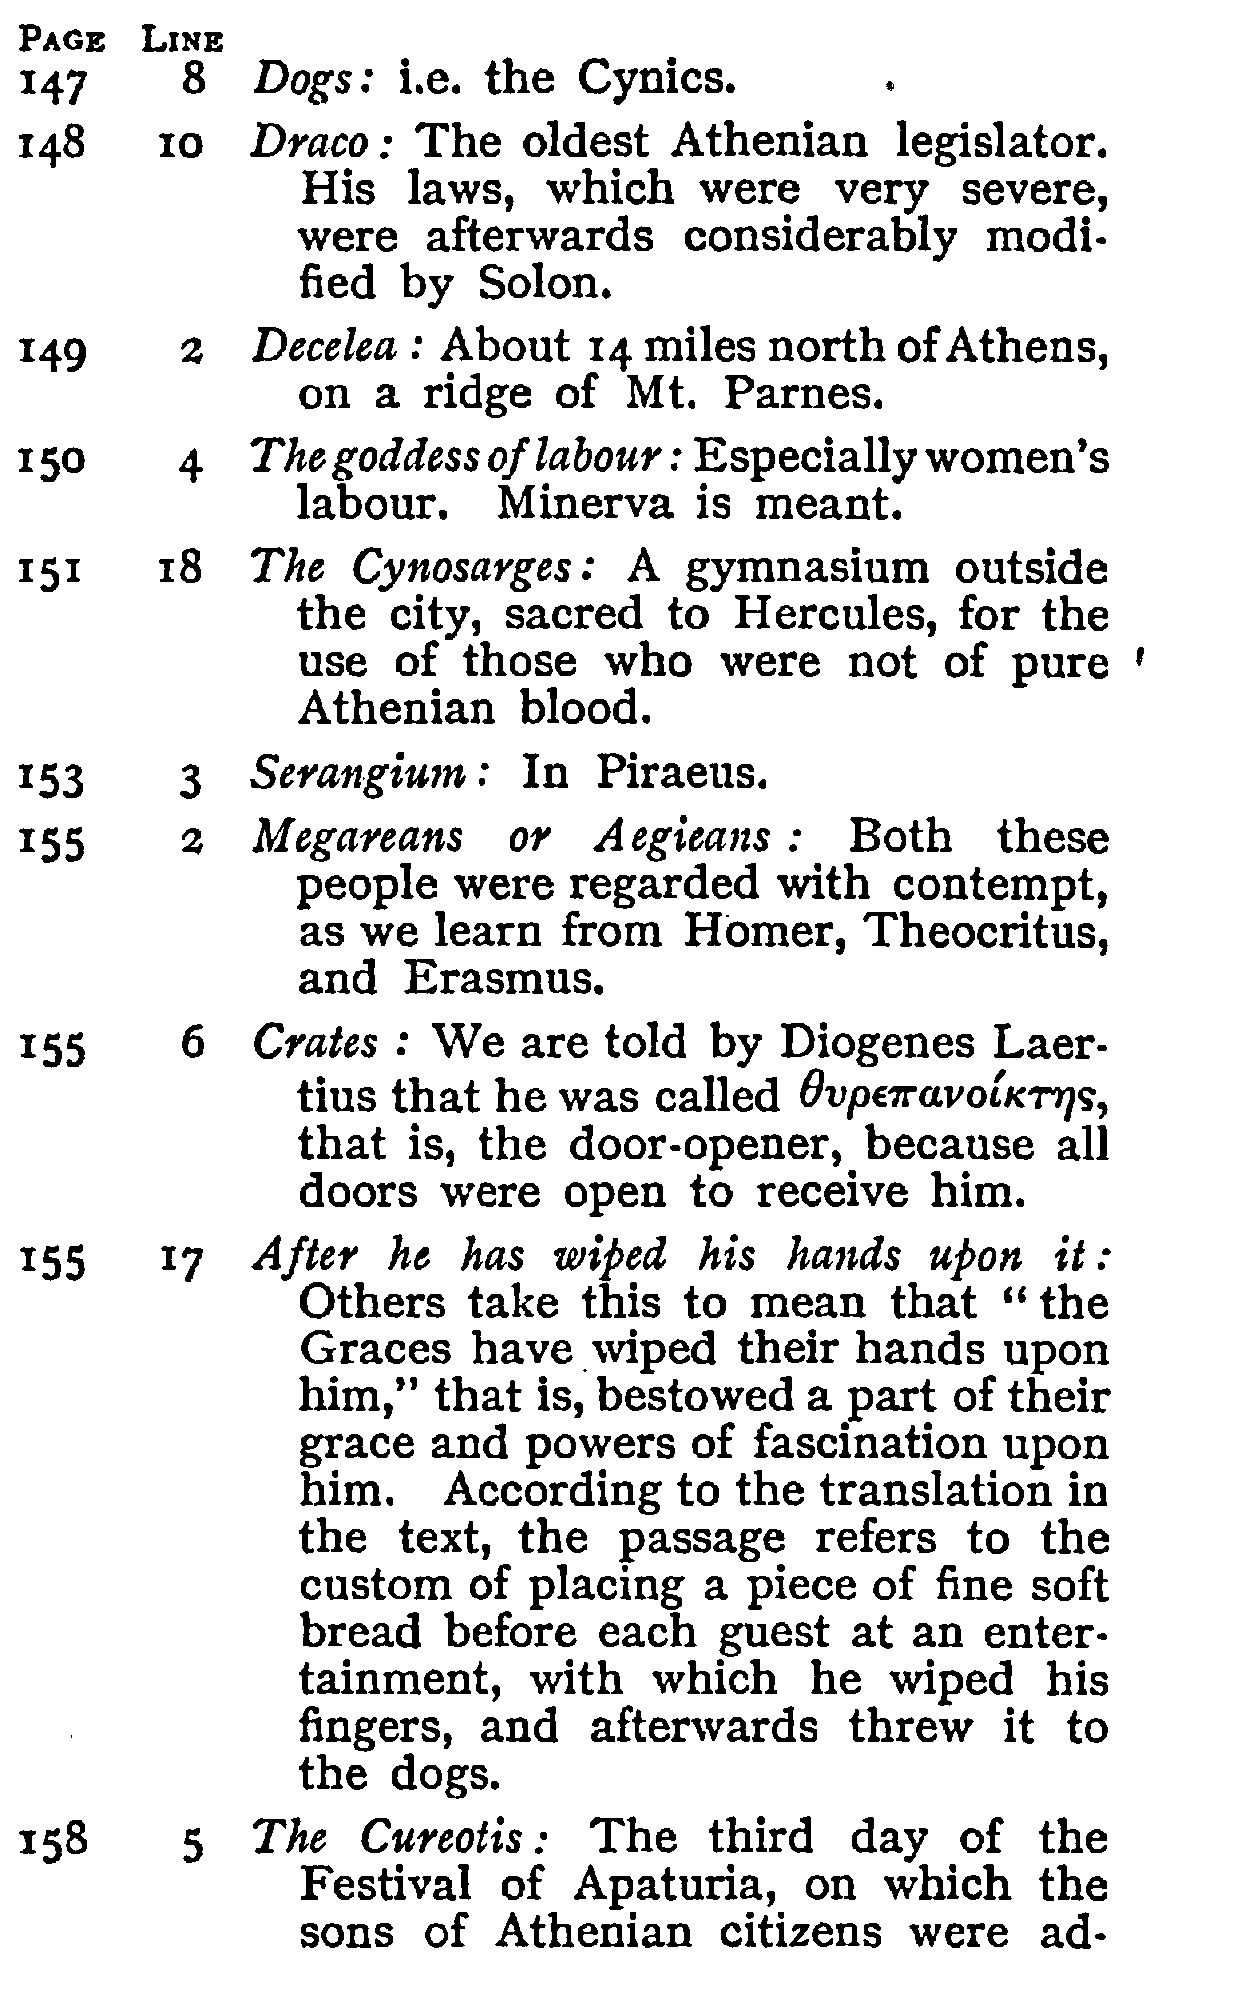 PAGE LINE
147 8 Dogs: i.e. the Cynics.
148 10 Draco: The oldest Athenian legislator.
His laws, which were very severe,
were afterwards considerably modi-
fied by Solon.
149 2 Decelea: About 14 miles north of Athens,
on a ridge of Mt. Parnes.
150 4 The goddess of labour: Especially women's
labour. Minerva is meant.
151 18 The Cynosarges: A gymnasium outside
the city, sacred to Hercules, for the
use of those who were not of pure
Athenian blood.
153 3 Serangium: In Piraeus.
155 2 Megareans or Aegieans: Both these
people were regarded with contempt,
as we learn from Homer, Theocritus,
and Erasmus.
155 6 Crates: We are told by Diogenes Laer-
tius that he was called θυρεπανοίκτης,
that is, the door-opener, because all
doors were open to receive him.
155 17 After he has wiped his hands upon it:
Others take this to mean that "the
Graces have wiped their hands upon
him," that is, bestowed a part of their
grace and powers of fascination upon
him. According to the translation in
the text, the passage refers to the
custom of placing a piece of fine soft
bread before each guest at an enter-
tainment, with which he wiped his
fingers, and afterwards threw it to
the dogs.
158 5 The Cureotis: The third day of the
Festival of Apaturia, on which the
sons of Athenian citizens were ad-